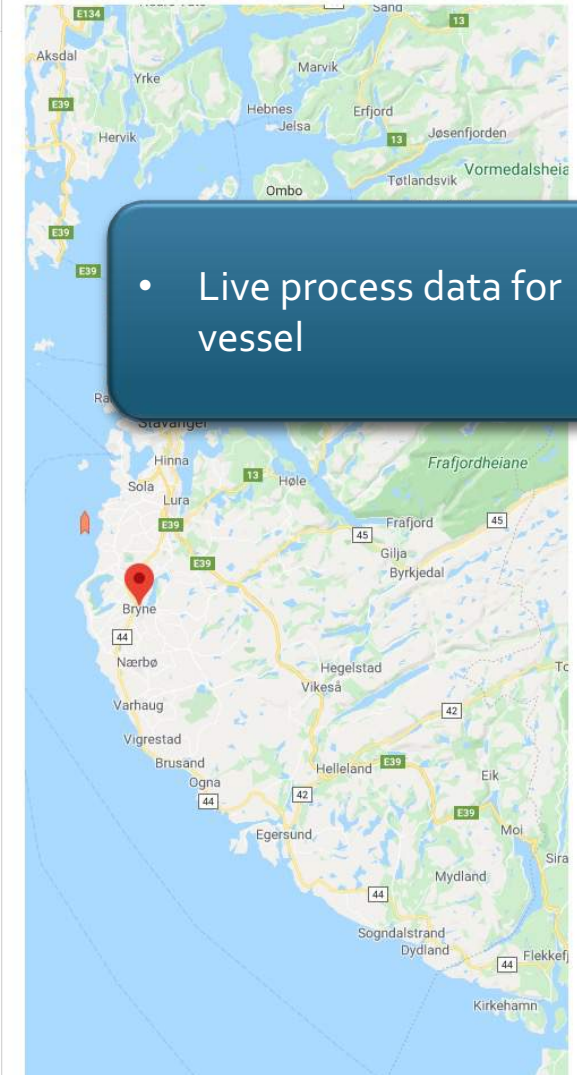 E134
Sand
13
Aksdal
Marvik
Yrke
E39
Hebnes
Erfjord
Jelsa
Hervik
13
Jøsenfjorden
Vormedalsheia
Tøtlandsvik
Ombo
E39
E39
• Live process data for
vessel
Stavanger
Hinna
13
Høle
Frafjordheiane
Sola
Lura
E39
Frafjord
45
45
Gilja
E39
Byrkjedal
Bryne
44
Nærbø
Hegelstad
Vikeså
Varhaug
42
Vigrestad
Brusand
Helleland
E39
Eik
Ogna
44
42
E39
Egersund
Moi
Sira
Mydland
44
Sogndalstrand
Dydland
44
Flekkefj
Kirkehamn